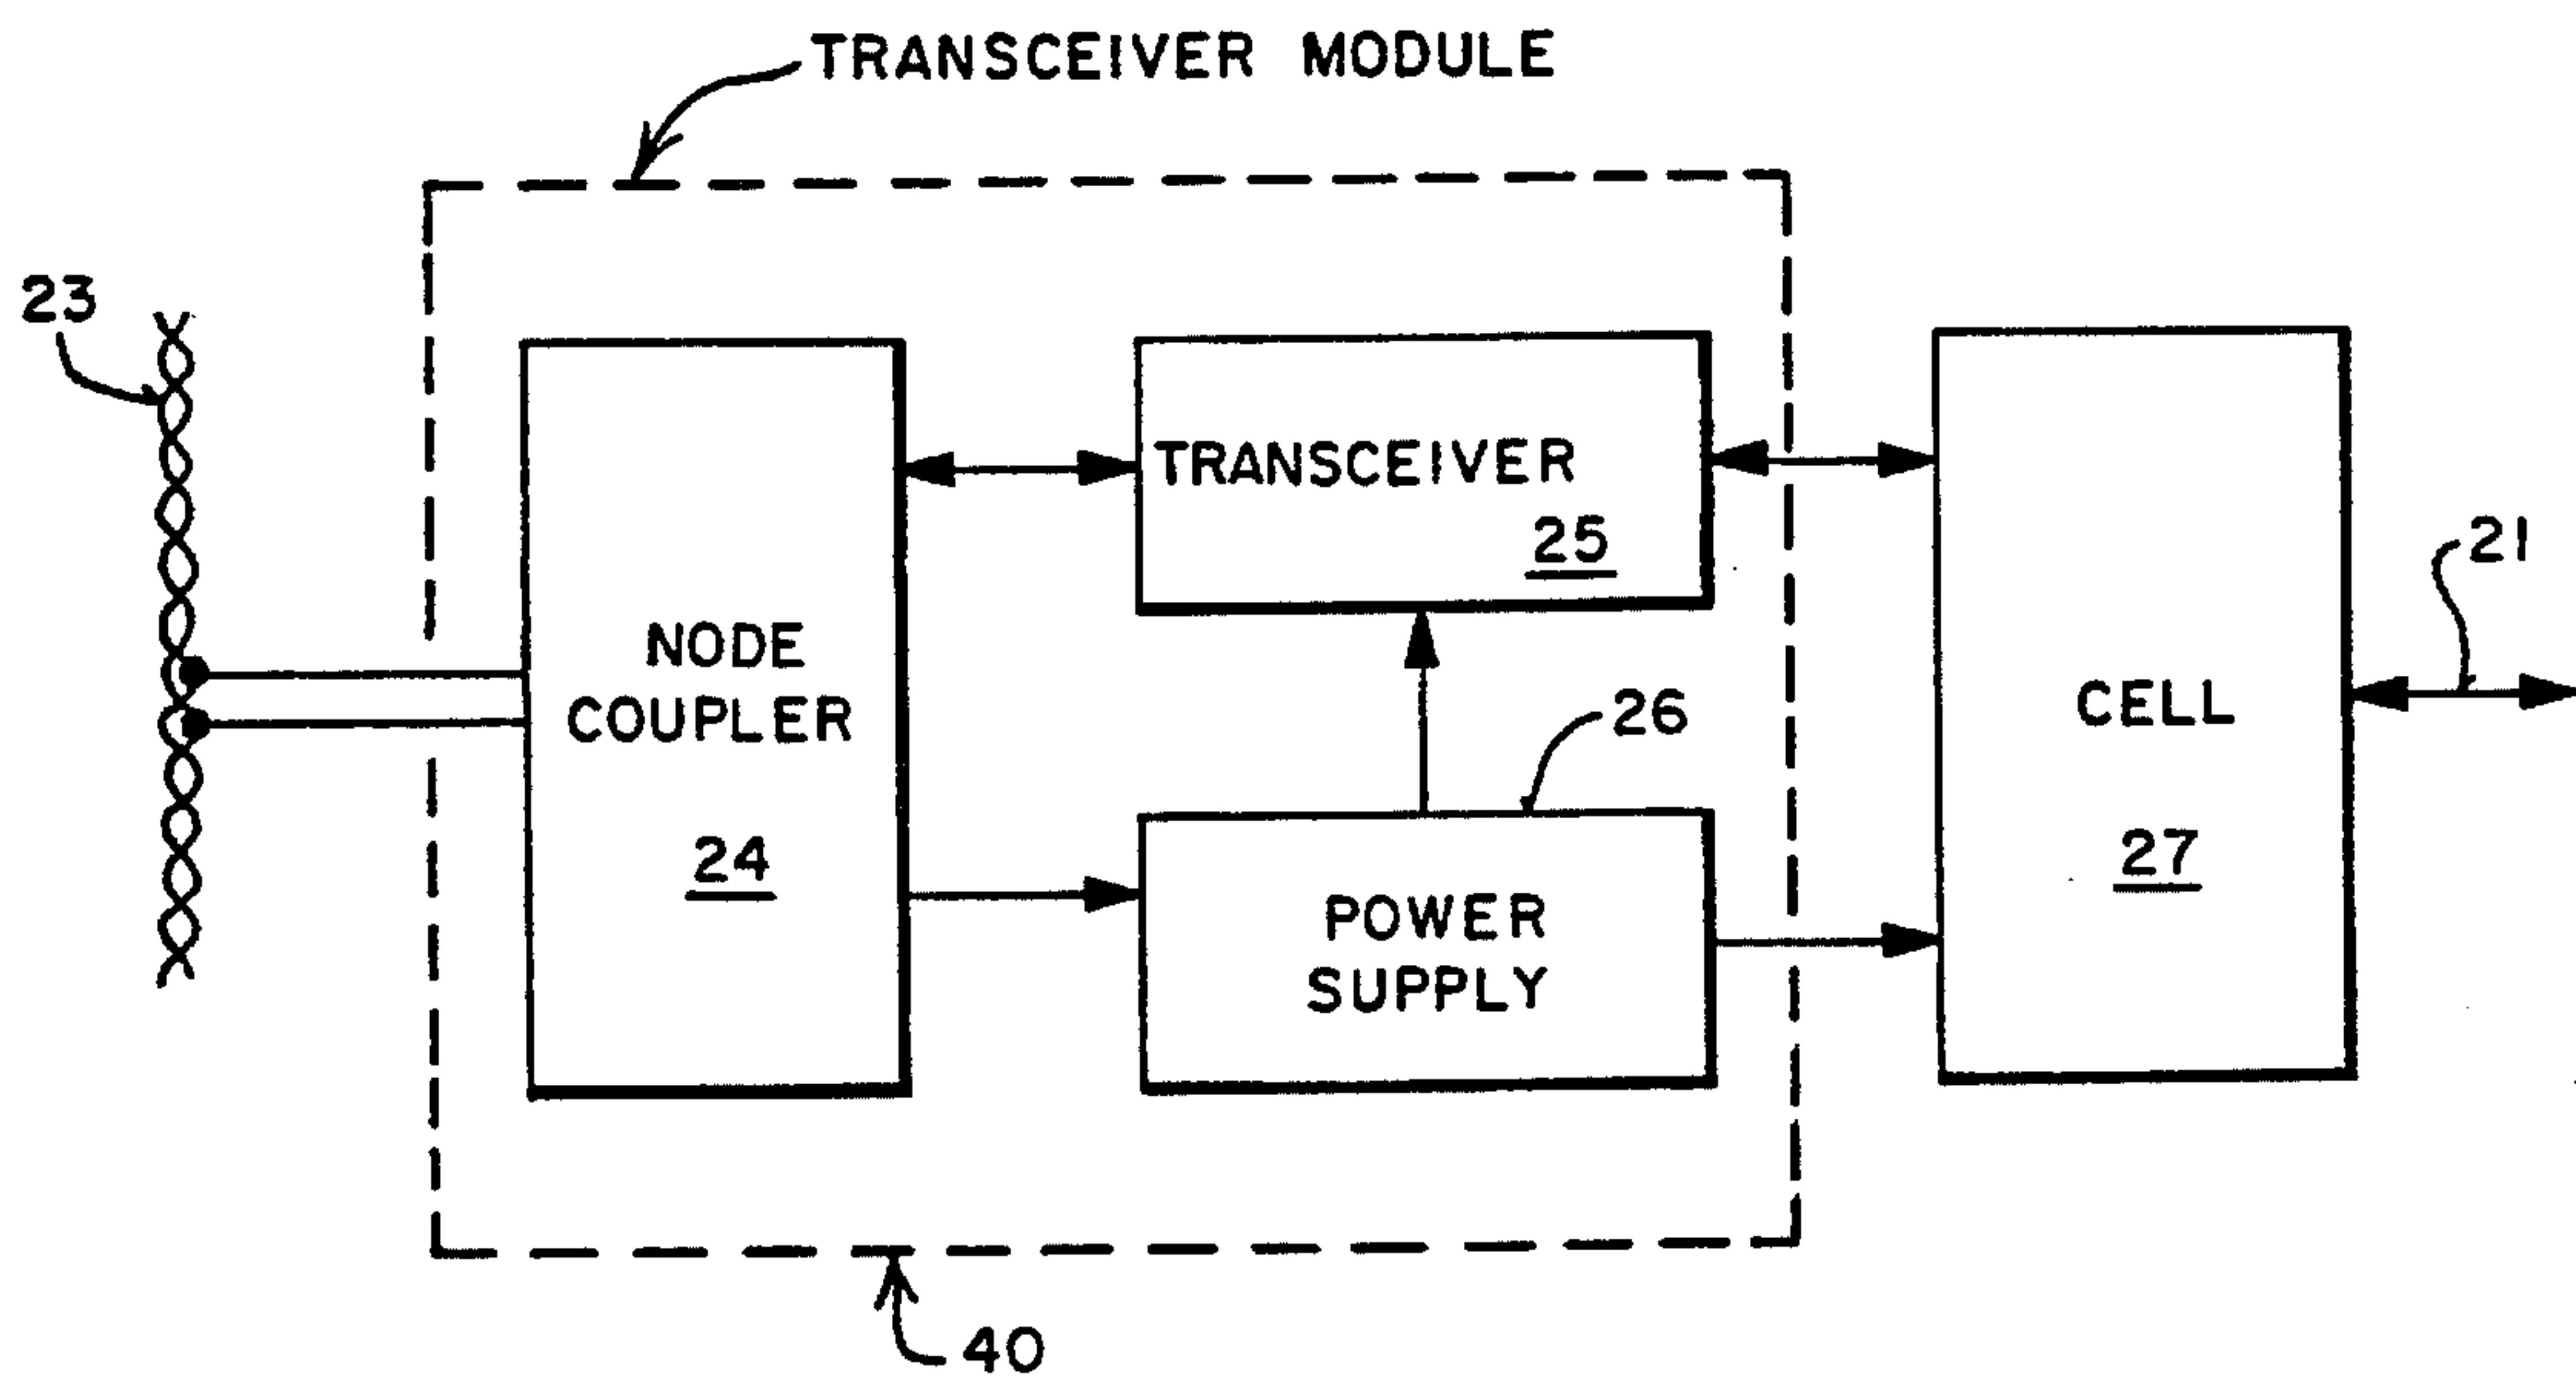 TRANSCEIVER MODULE
23
TRANSCEIVER
25
21
NODE
COUPLER
24
26
CELL
27
POWER
SUPPLY
40